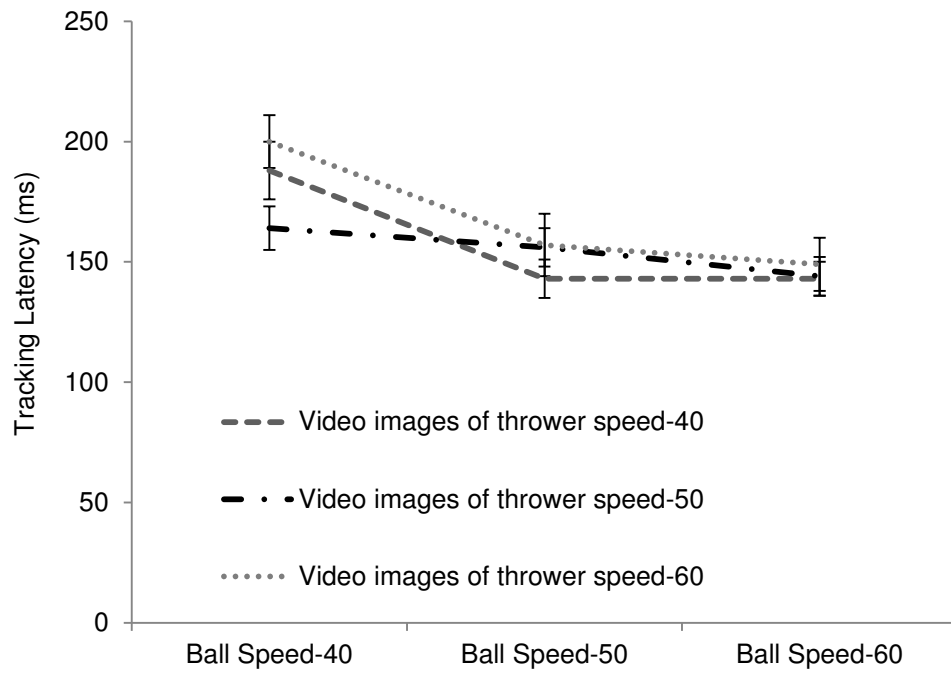 250
200
150
100
50
0
Tracking Latency (ms)
Video images of thrower speed-40
Video images of thrower speed-50
Video images of thrower speed-60
Ball Speed-40
Ball Speed-50
Ball Speed-60